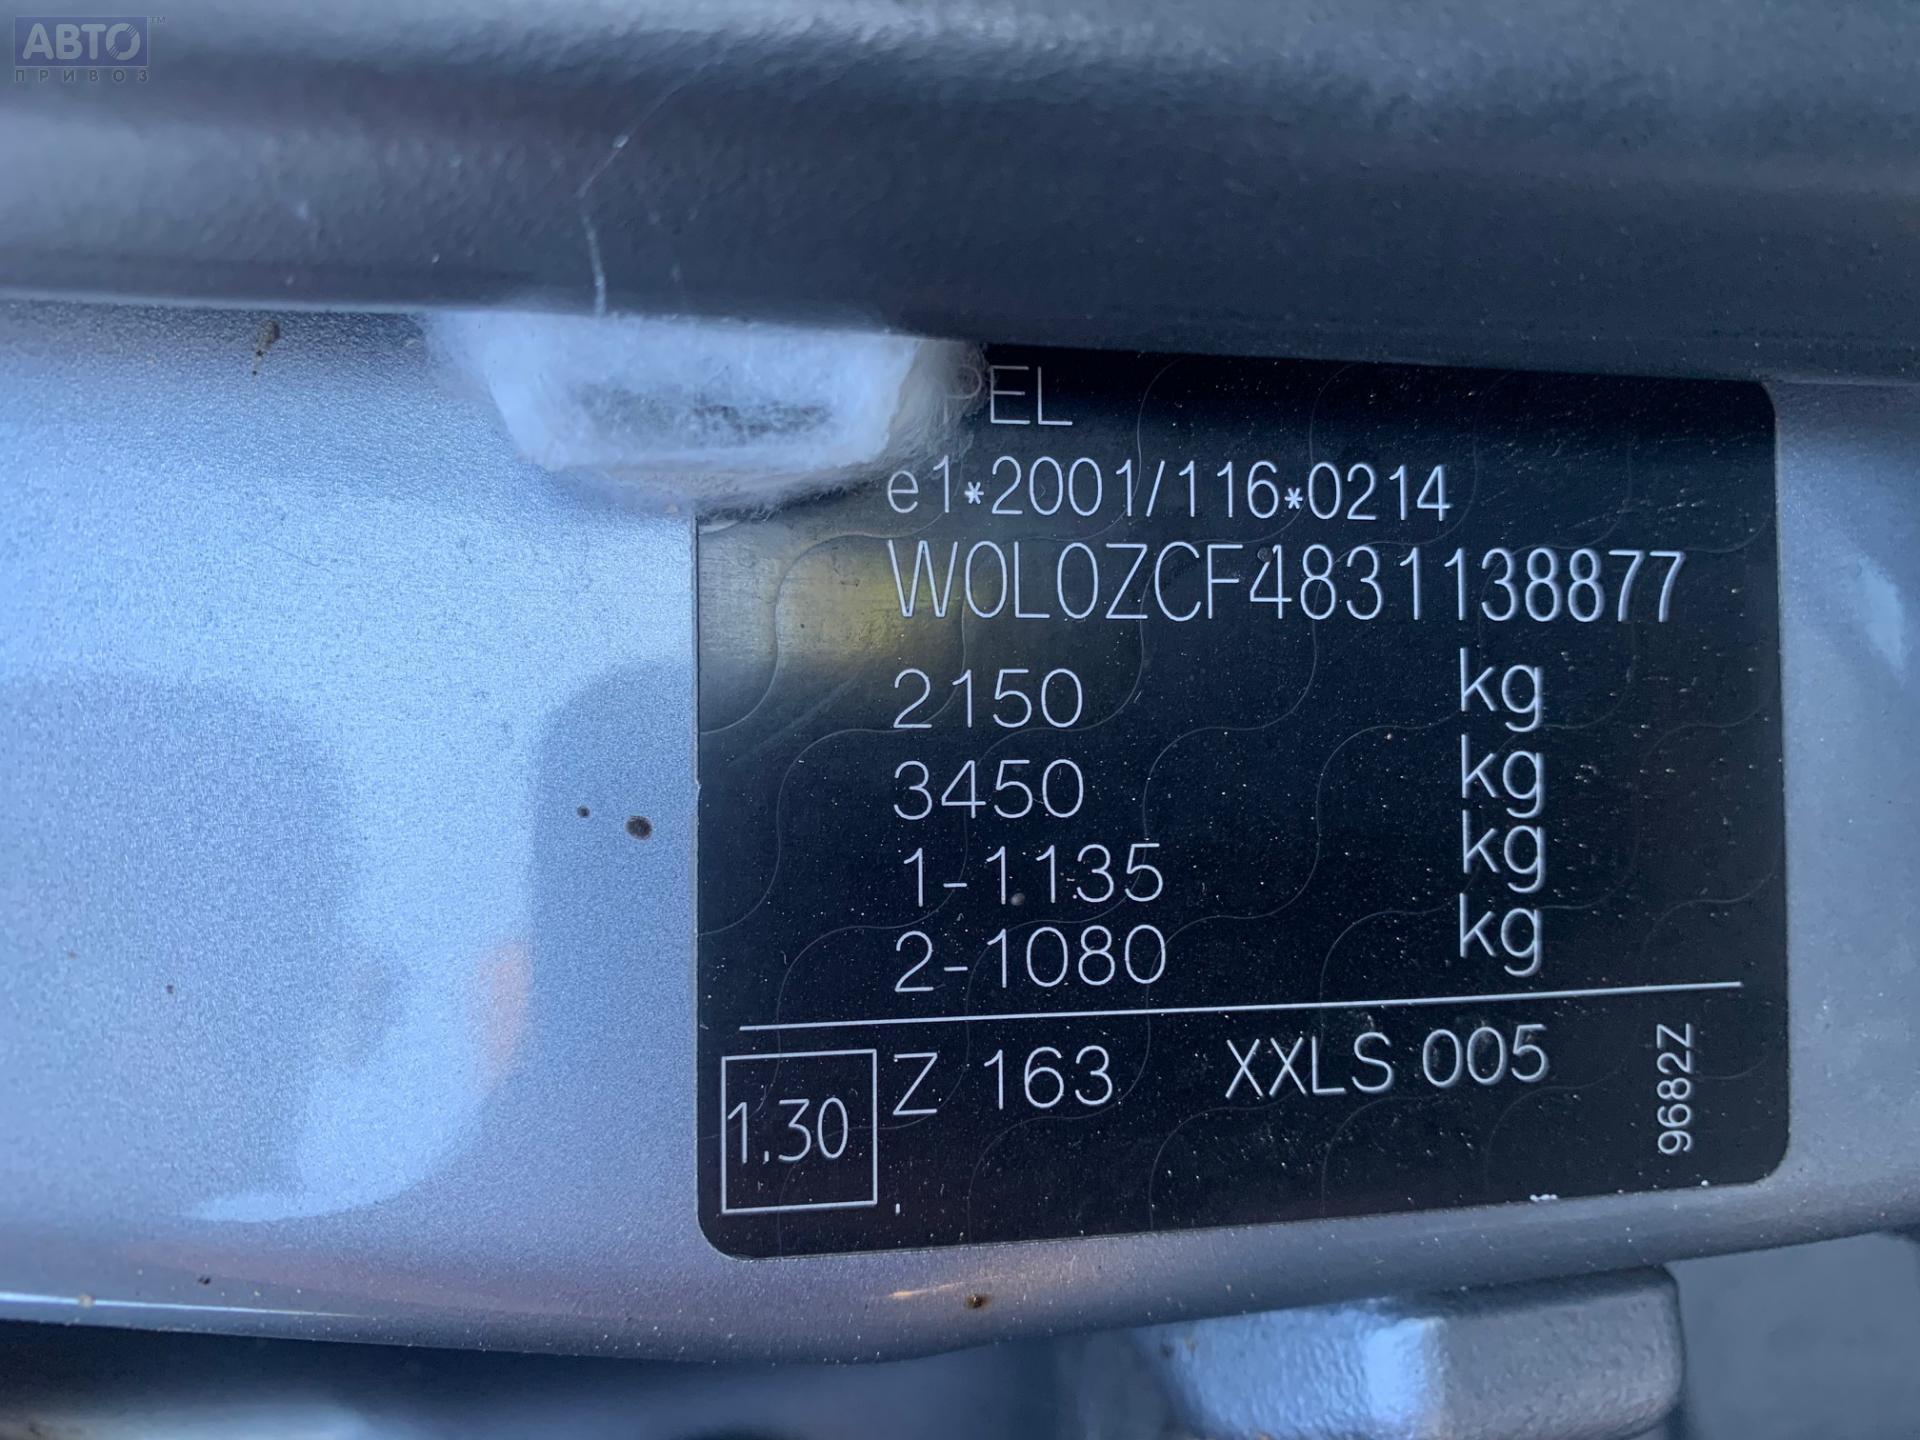 АВТО™
ПРИВОЗ
PEL
e1*2001/116*0214
W0L0ZCF4831138877
2150 kg
3450 kg
1-1135 kg
2-1080 kg
1.30 Z 163 XXLS 005
9682Z